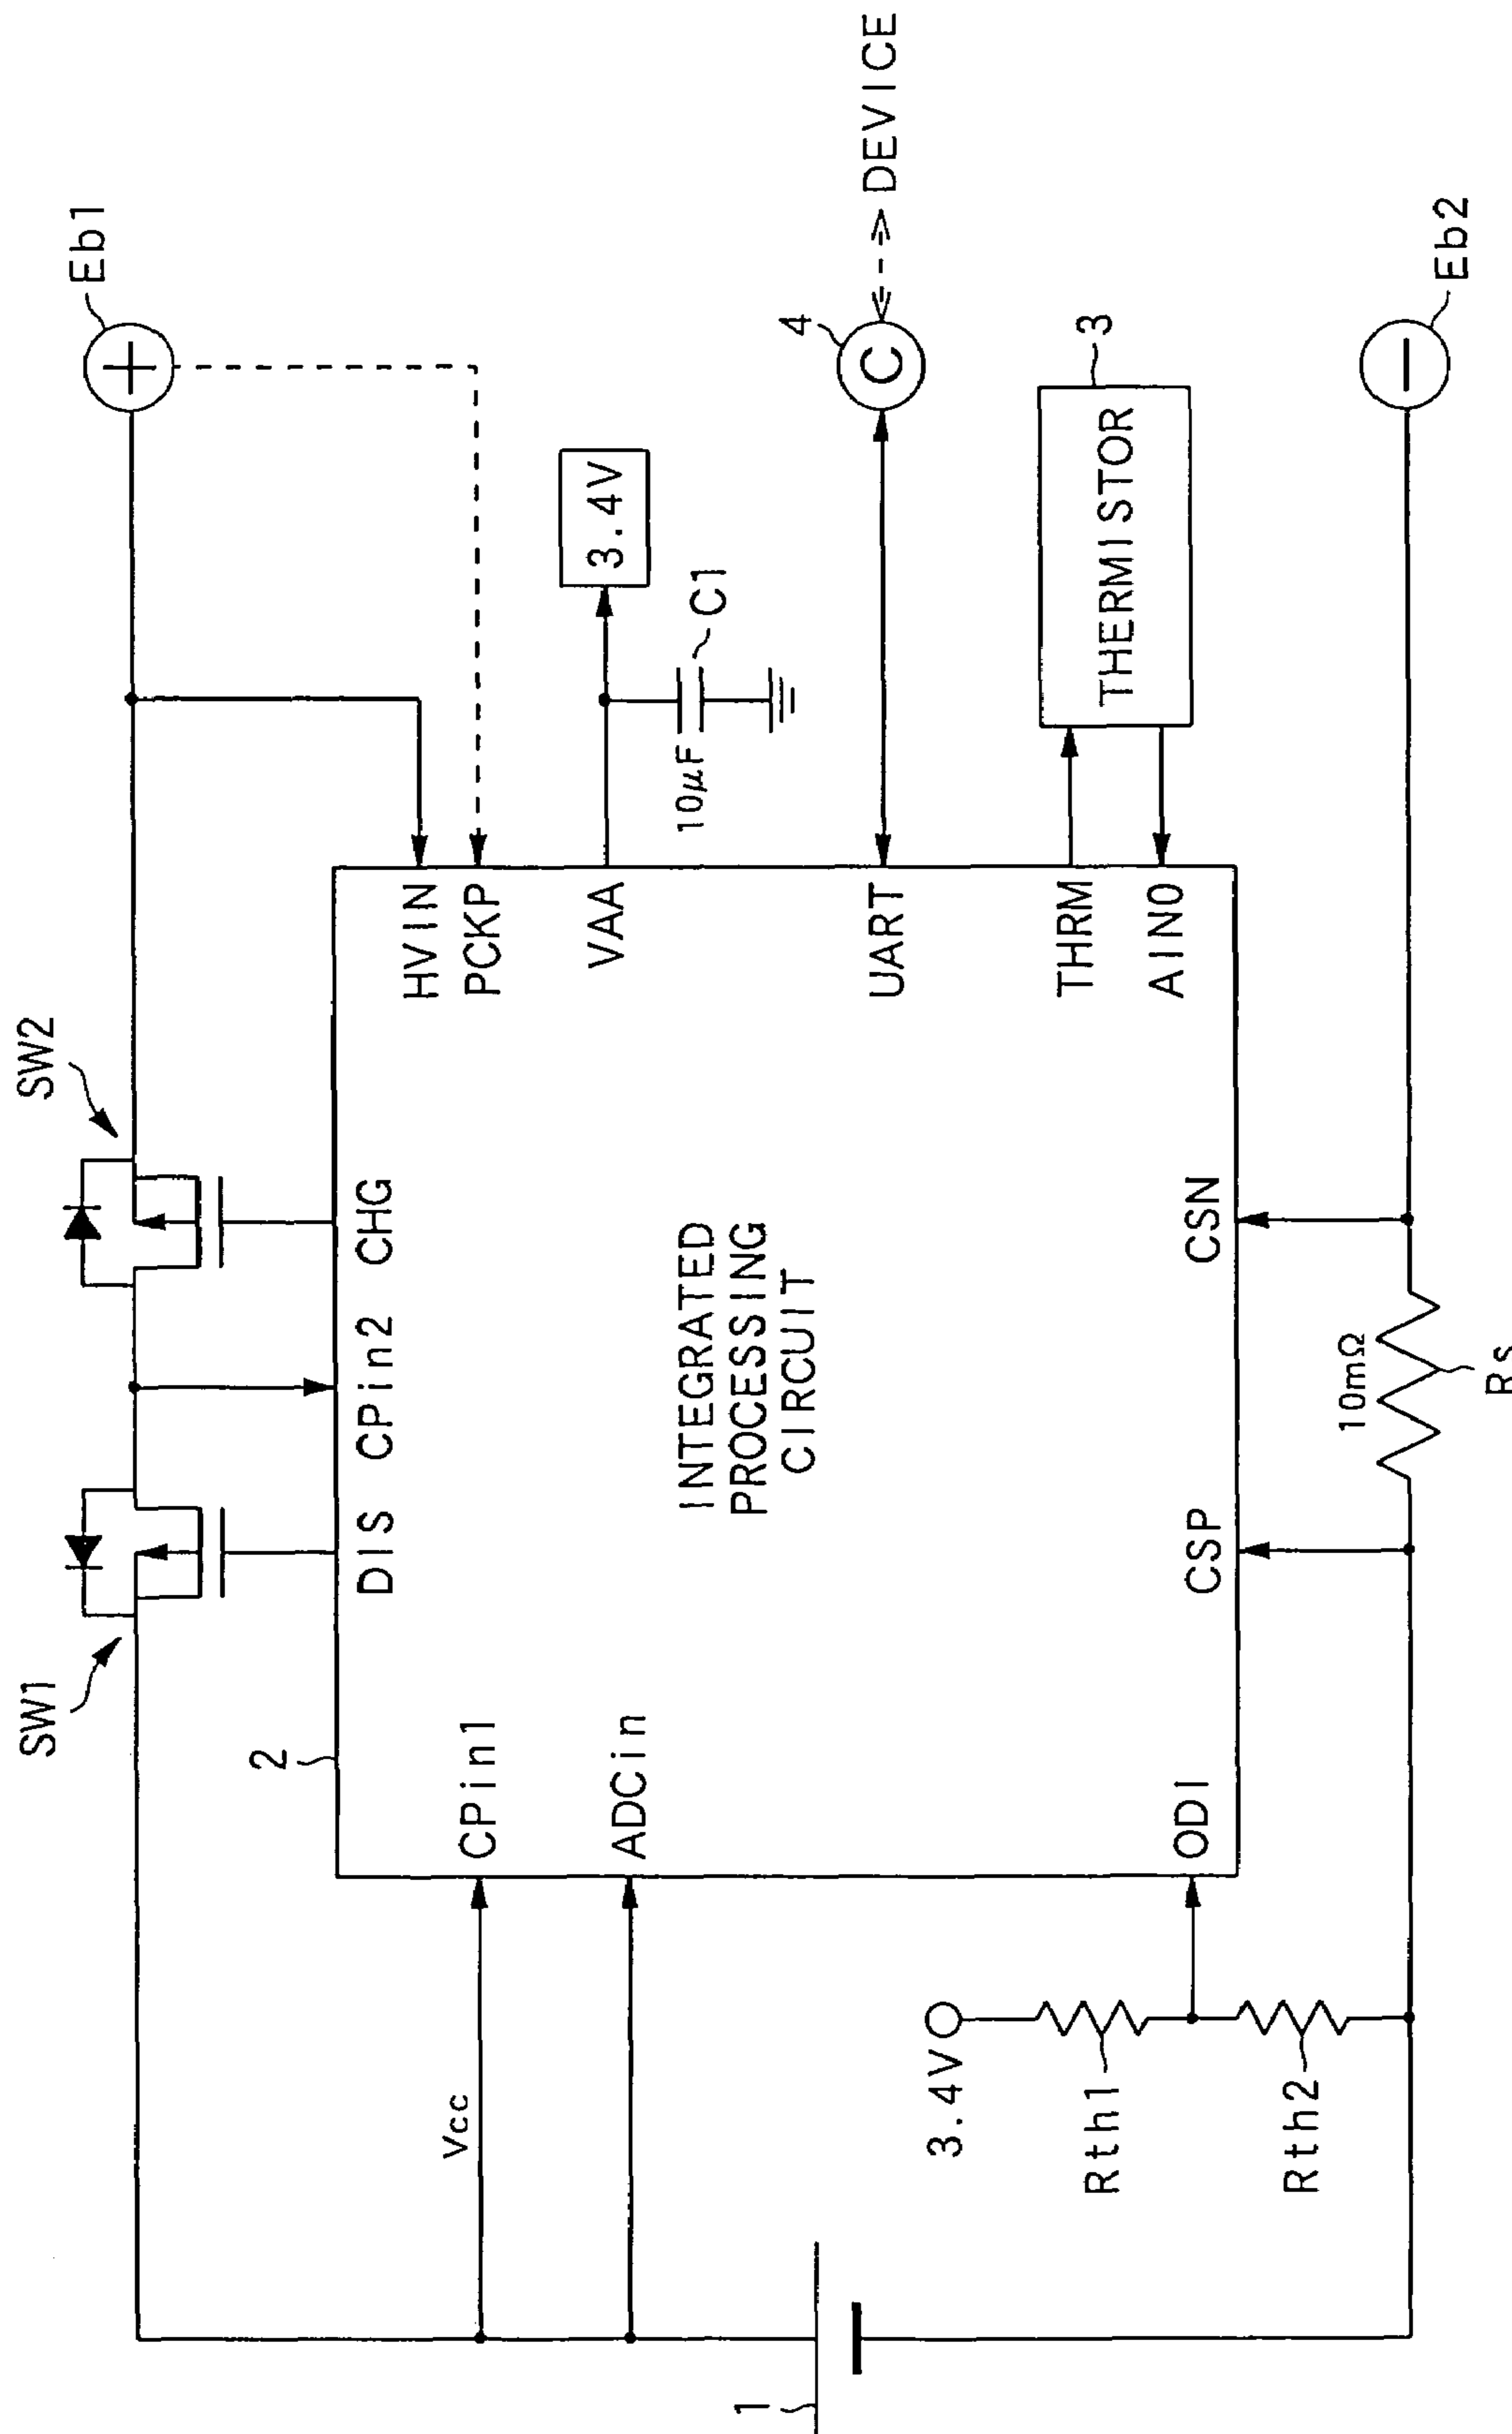 SW1
SW2
Eb1
2
DIS
CPin2
CHG
Vcc
CPin1
HVIN
PCKP
ADCin
VAA
3.4V
10μF
C1
INTEGRATED
PROCESSING
CIRCUIT
1
UART
4
C
DEVICE
3.4V
Rth1
Rth2
ODI
THRM
AIN0
THERMISTOR
3
CSP
CSN
10mΩ
Rs
Eb2